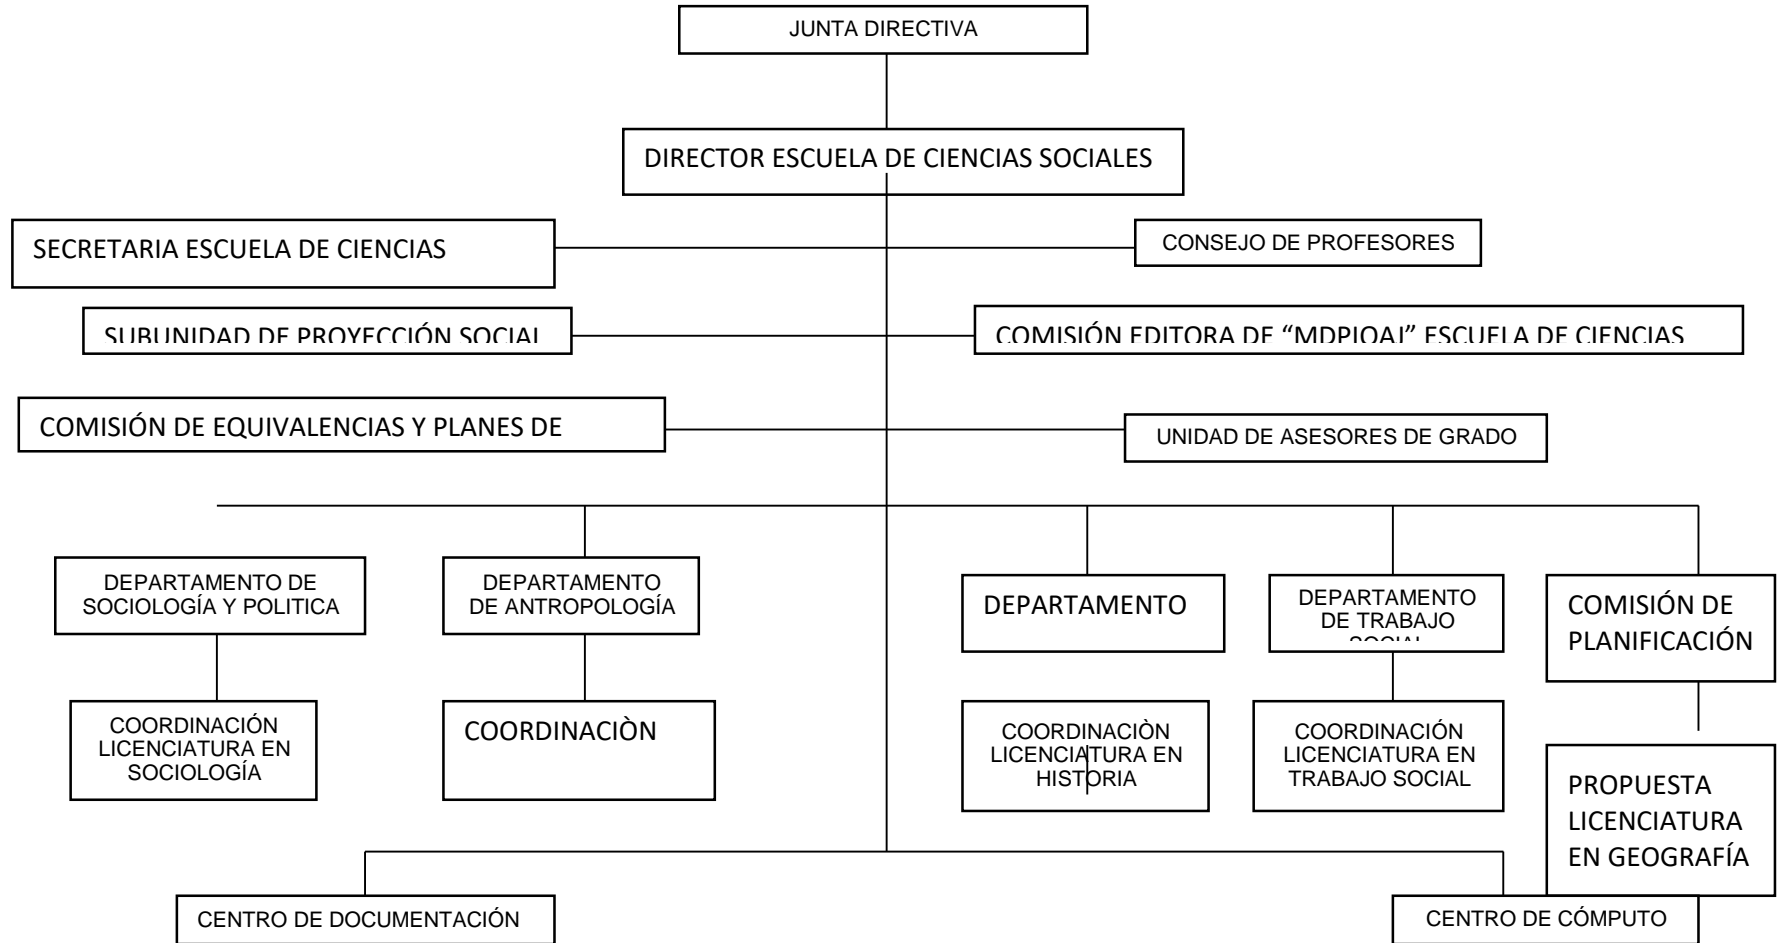 JUNTA DIRECTIVA
DIRECTOR ESCUELA DE CIENCIAS SOCIALES
SECRETARIA ESCUELA DE CIENCIAS
CONSEJO DE PROFESORES
SUBUNIDAD DE PROYECCIÓN SOCIAL
COMISIÓN EDITORA DE ESCUELA DE CIENCIAS
COMISIÓN DE EQUIVALENCIAS Y PLANES DE
UNIDAD DE ASESORES DE GRADO
DEPARTAMENTO DE
SOCIOLOGÍA Y POLITICA
DEPARTAMENTO
DE ANTROPOLOGÍA
DEPARTAMENTO
DEPARTAMENTO
DE TRABAJO
SOCIAL
COMISIÓN DE
PLANIFICACIÓN
COORDINACIÓN
LICENCIATURA EN
SOCIOLOGÍA
COORDINACIÒN
COORDINACIÒN
LICENCIATURA EN
HISTORIA
COORDINACIÓN
LICENCIATURA EN
TRABAJO SOCIAL
PROPUESTA
LICENCIATURA
EN GEOGRAFÍA
CENTRO DE DOCUMENTACIÓN
CENTRO DE CÓMPUTO